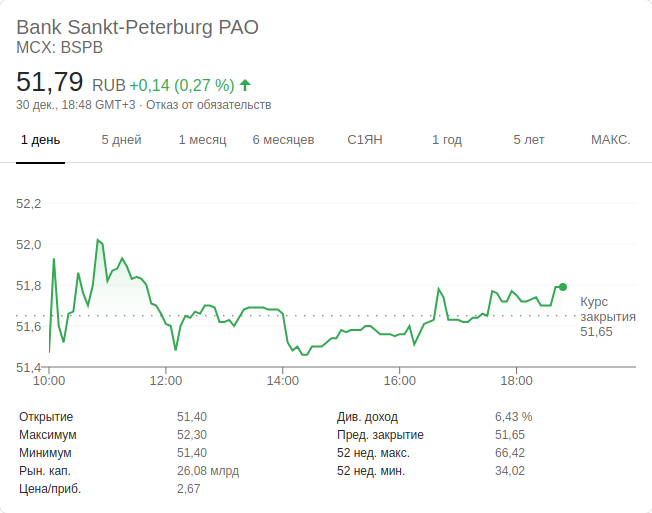 Bank Sankt-Peterburg PAO
MCX: BSPB
51,79 RUB +0,14 (0,27 %)
30 дек., 18:48 GMT+3 · Отказ от обязательств
1 день 5 дней 1 месяц 6 месяцев С1ЯН 1 год 5 лет МАКС.
52,2
52,0
51,8
51,6
51,4
Курс
закрытия
51,65
10:00 12:00 14:00 16:00 18:00
Открытие 51,40 Див. доход 6,43 %
Максимум 52,30 Пред. закрытие 51,65
Минимум 51,40 52 нед. макс. 66,42
Рын. кап. 26,08 млрд 52 нед. мин. 34,02
Цена/приб. 2,67